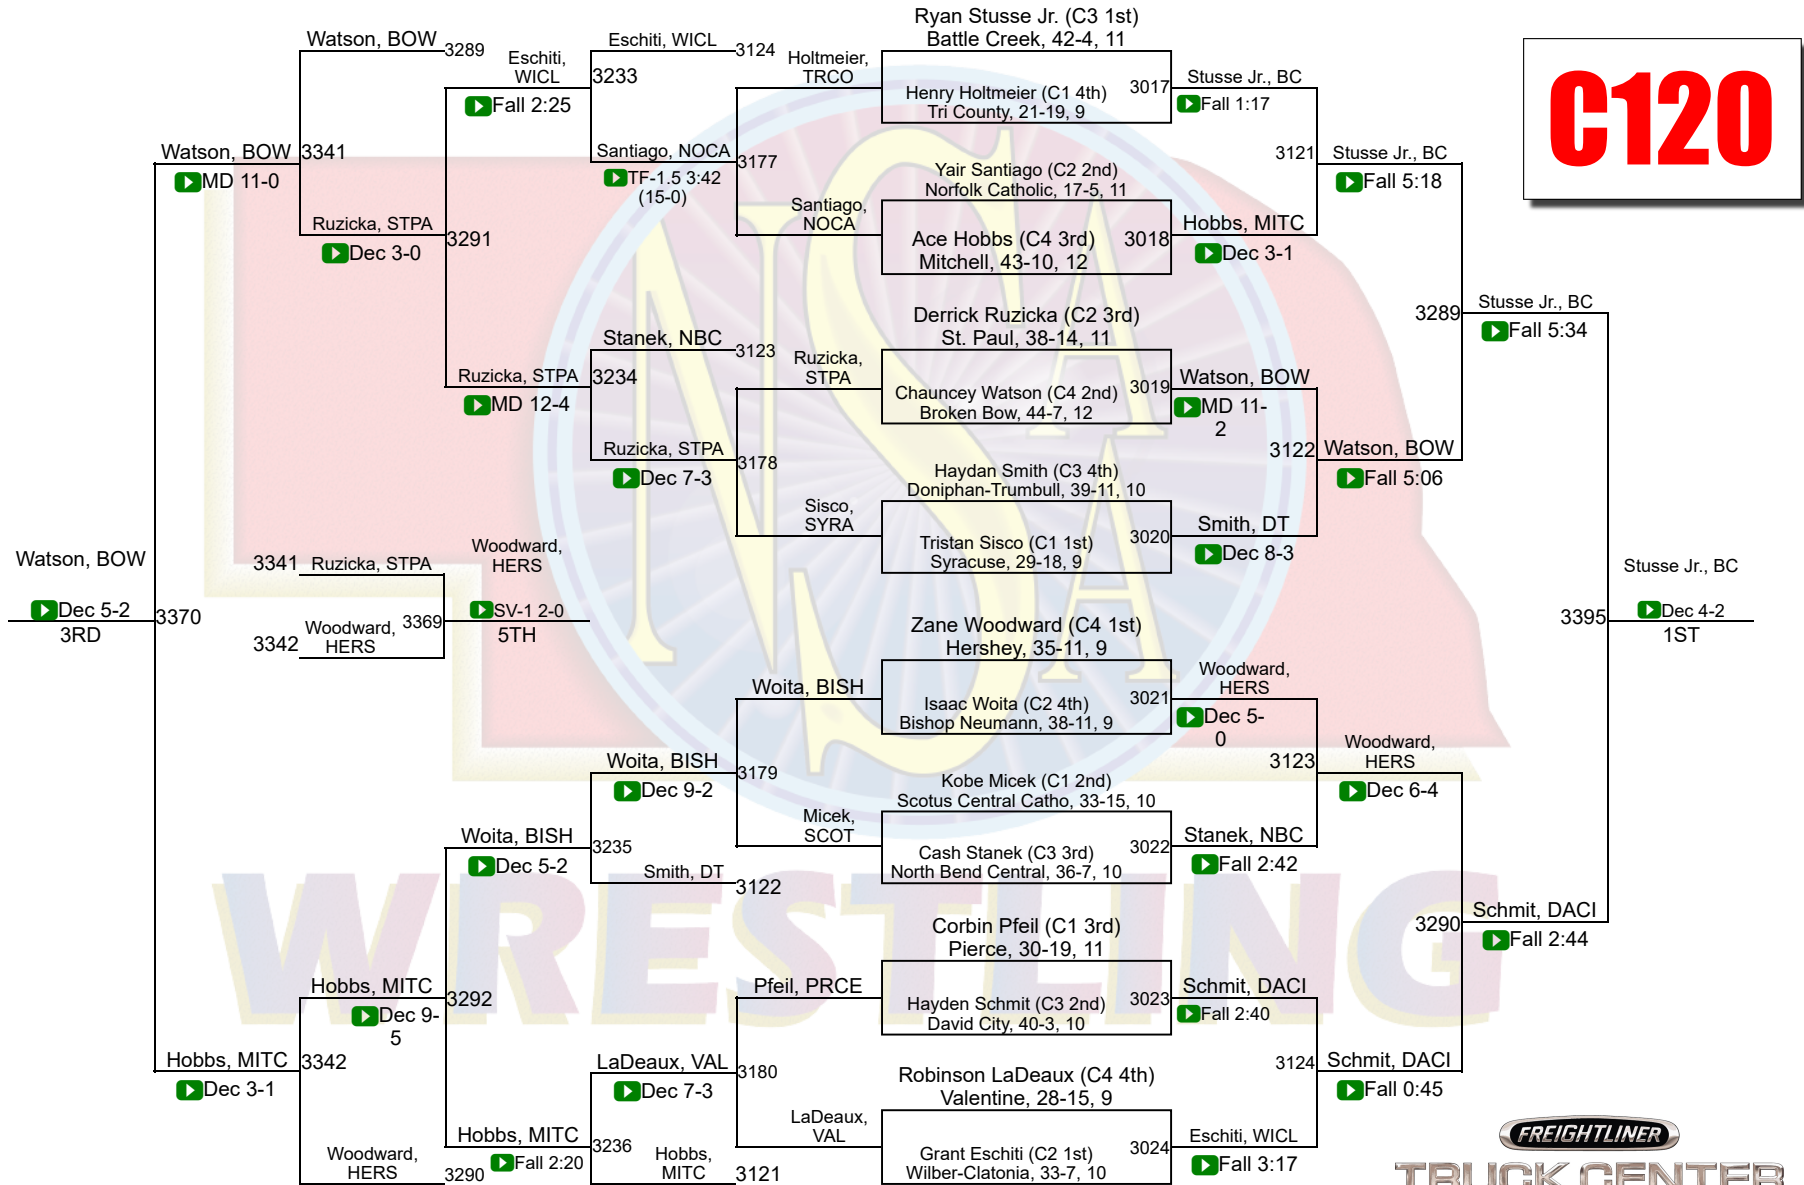 C120
Ryan Stusse Jr. (C3 1st)
Battle Creek, 42-4, 11
3017
Henry Holtmeier (C1 4th)
Tri County, 21-19, 9
Yair Santiago (C2 2nd)
Norfolk Catholic, 17-5, 11
Ace Hobbs (C4 3rd)
3018
Mitchell, 43-10, 12
Derrick Ruzicka (C2 3rd)
St. Paul, 38-14, 11
3019
Chauncey Watson (C4 2nd)
Broken Bow, 44-7, 12
Haydan Smith (C3 4th)
Doniphan-Trumbull, 39-11, 10
3020
Tristan Sisco (C1 1st)
Syracuse, 29-18, 9
Zane Woodward (C4 1st)
Hershey, 35-11, 9
3021
Isaac Woita (C2 4th)
Bishop Neumann, 38-11, 9
Kobe Micek (C1 2nd)
Scotus Central Catho, 33-15, 10
3022
Cash Stanek (C3 3rd)
North Bend Central, 36-7, 10
Corbin Pfeil (C1 3rd)
Pierce, 30-19, 11
3023
Hayden Schmit (C3 2nd)
David City, 40-3, 10
Robinson LaDeaux (C4 4th)
Valentine, 28-15, 9
3024
Grant Eschiti (C2 1st)
Wilber-Clatonia, 33-7, 10
Stusse Jr., BC
Fall 1:17
3121
Hobbs, MITC
Dec 3-1
Watson, BOW
MD 11-
2
3122
Smith, DT
Dec 8-3
Woodward,
HERS
Dec 5-
0
3123
Stanek, NBC
Fall 2:42
Schmit, DACI
Fall 2:40
3124
Eschiti, WICL
Fall 3:17
Stusse Jr., BC
Fall 5:18
3289
Watson, BOW
Fall 5:06
Woodward,
HERS
Dec 6-4
3290
Schmit, DACI
Fall 0:45
Stusse Jr., BC
Fall 5:34
3395
Schmit, DACI
Fall 2:44
Stusse Jr., BC
Dec 4-2
1ST
Holtmeier,
TRCO
3177
Santiago,
NOCA
Ruzicka,
STPA
3178
Sisco,
SYRA
Woita, BISH
3179
Micek,
SCOT
Pfeil, PRCE
3180
LaDeaux,
VAL
Eschiti, WICL
3124
3233
Santiago, NOCA
TF-1.5 3:42
(15-0)
Stanek, NBC
3123
3234
Ruzicka, STPA
Dec 7-3
Woita, BISH
Dec 9-2
3235
Smith, DT
3122
LaDeaux, VAL
Dec 7-3
3236
Hobbs,
MITC
3121
Eschiti,
WICL
Fall 2:25
3291
Ruzicka, STPA
MD 12-4
Woita, BISH
Dec 5-2
3292
Hobbs, MITC
Fall 2:20
Watson, BOW
3289
3341
Ruzicka, STPA
Dec 3-0
Hobbs, MITC
Dec 9-
5
3342
Woodward,
HERS
3290
Watson, BOW
MD 11-0
3370
Hobbs, MITC
Dec 3-1
Watson, BOW
Dec 5-2
3RD
3341
Ruzicka, STPA
3369
3342
Woodward,
HERS
Woodward,
HERS
SV-1 2-0
5TH
NSAA
WRESTLING
FREIGHTLINER
TRUCK CENTER